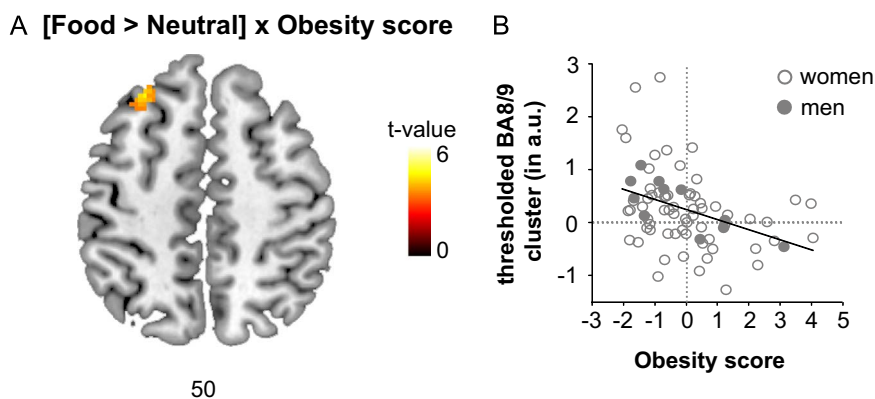 A [Food > Neutral] x Obesity score
t-value
6
0
50
B
thresholded BA8/9
cluster (in a.u.)
3
2
1
0
-1
women
men
-3 -2 -1 0 1 2 3 4 5
Obesity score